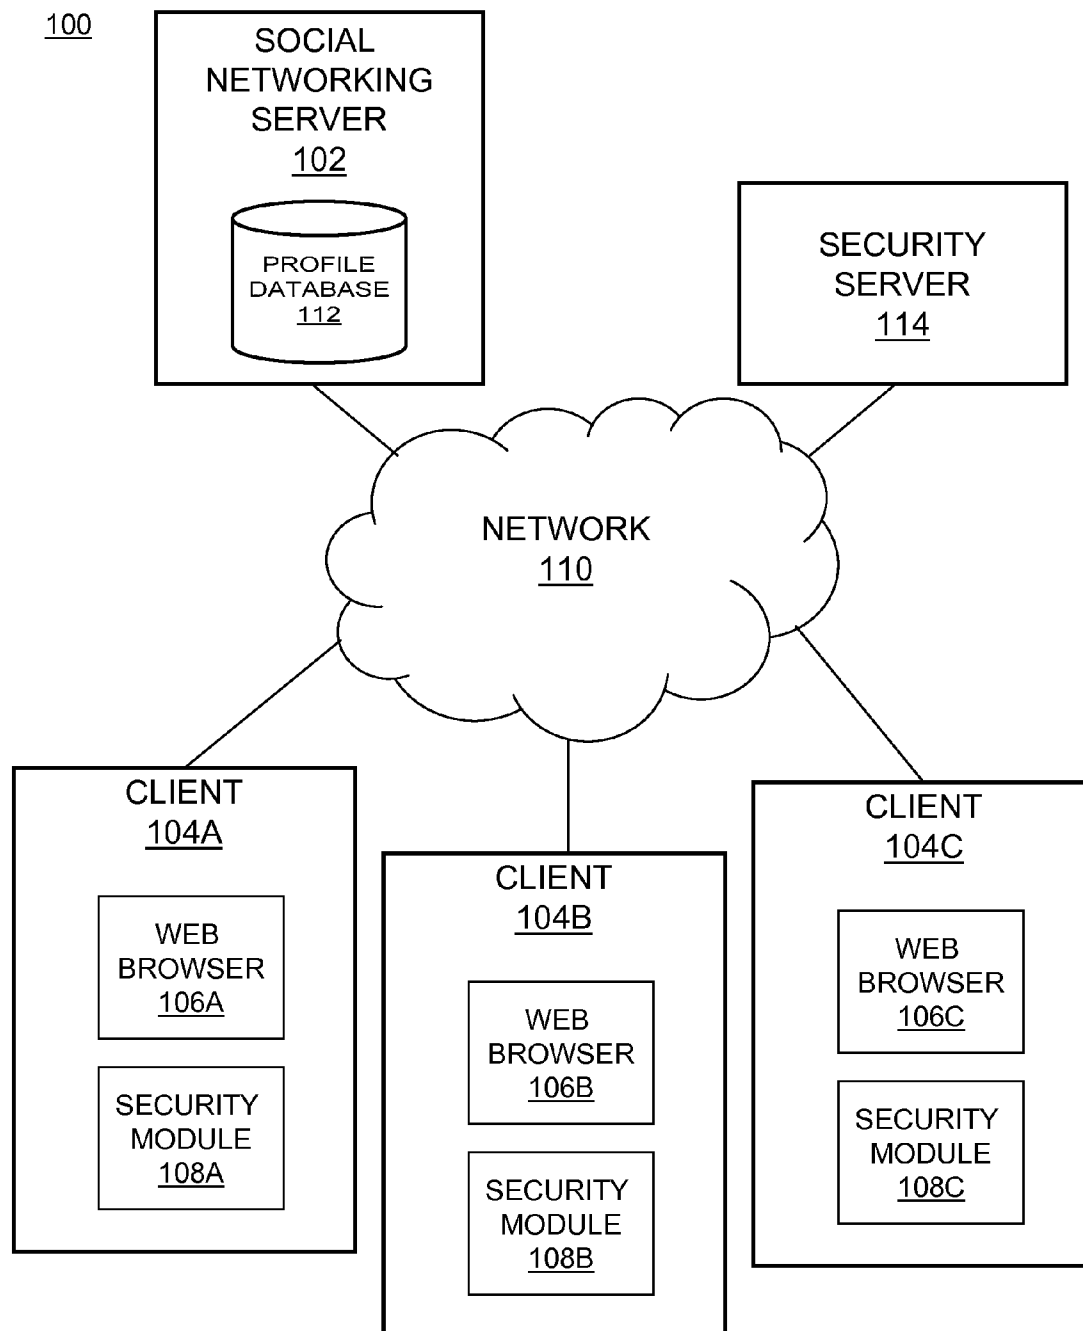 100
SOCIAL
NETWORKING
SERVER
102
PROFILE
DATABASE
112
SECURITY
SERVER
114
NETWORK
110
CLIENT
104A
WEB
BROWSER
106A
SECURITY
MODULE
108A
CLIENT
104B
WEB
BROWSER
106B
SECURITY
MODULE
108B
CLIENT
104C
WEB
BROWSER
106C
SECURITY
MODULE
108C